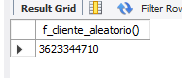 Result Grid Filter Row
f_cliente_aleatorio()
3623344710